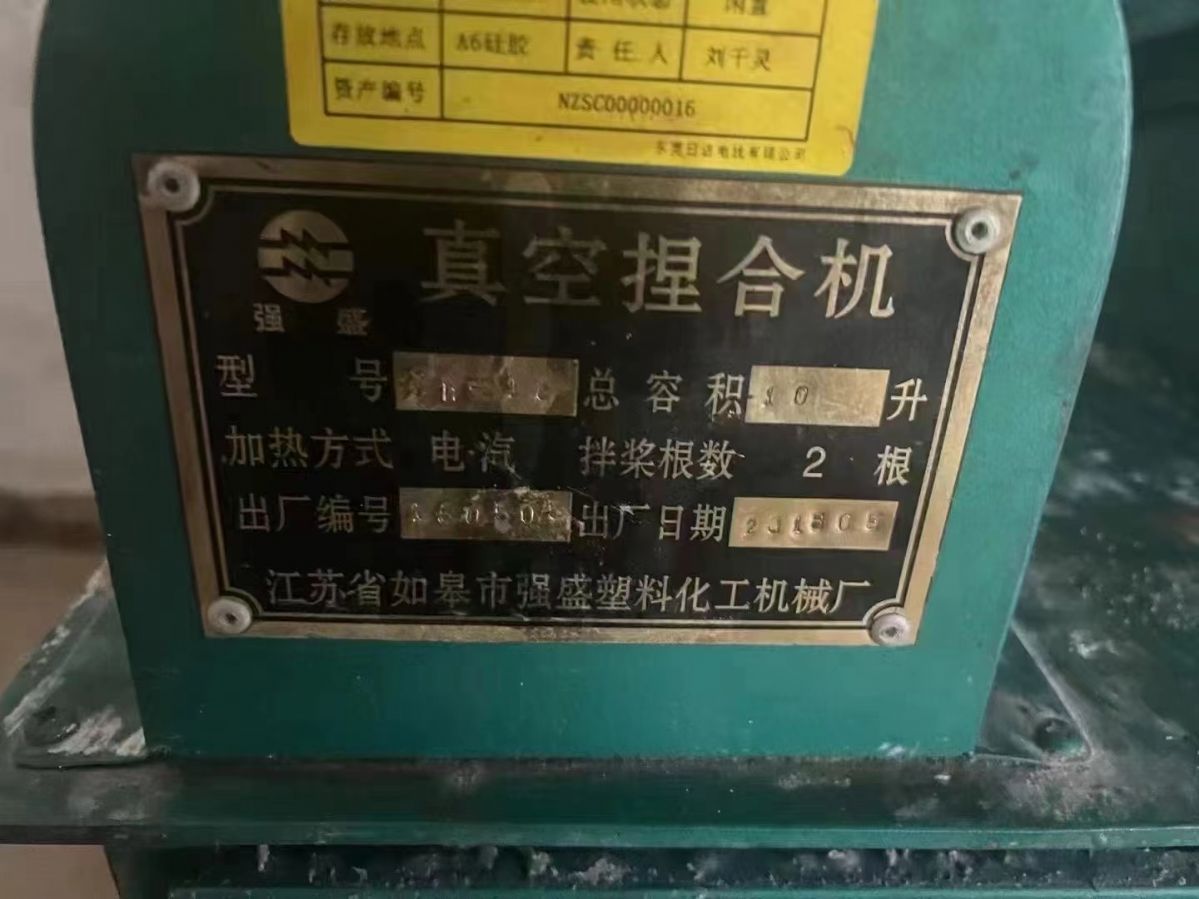 存放地点 A6硅胶 责任人 刘千灵
资产编号 NZSC00000016
真空捏合机
强盛
型号 总容积 10 升
加热方式 电汽 拌桨根数 2 根
出厂编号 出厂日期 201505
江苏省如皋市强盛塑料化工机械厂